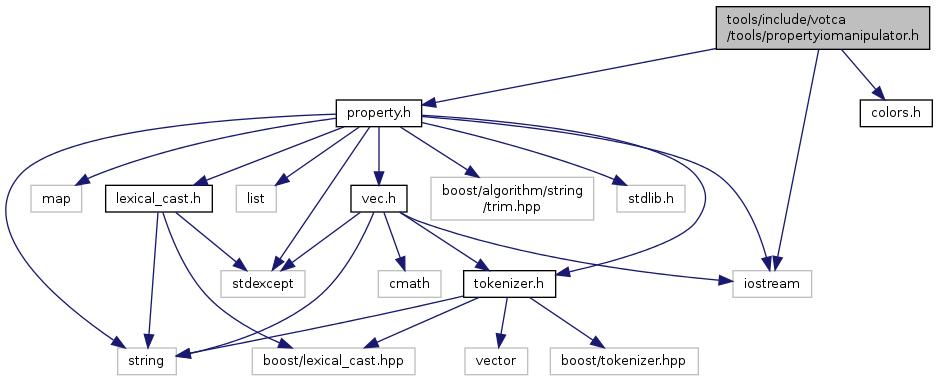 tools/include/votca
/tools/propertyiomanipulator.h
property.h
colors.h
map
lexical_cast.h
list
vec.h
boost/algorithm/string
/trim.hpp
stdlib.h
stdexcept
cmath
tokenizer.h
iostream
string
boost/lexical_cast.hpp
vector
boost/tokenizer.hpp